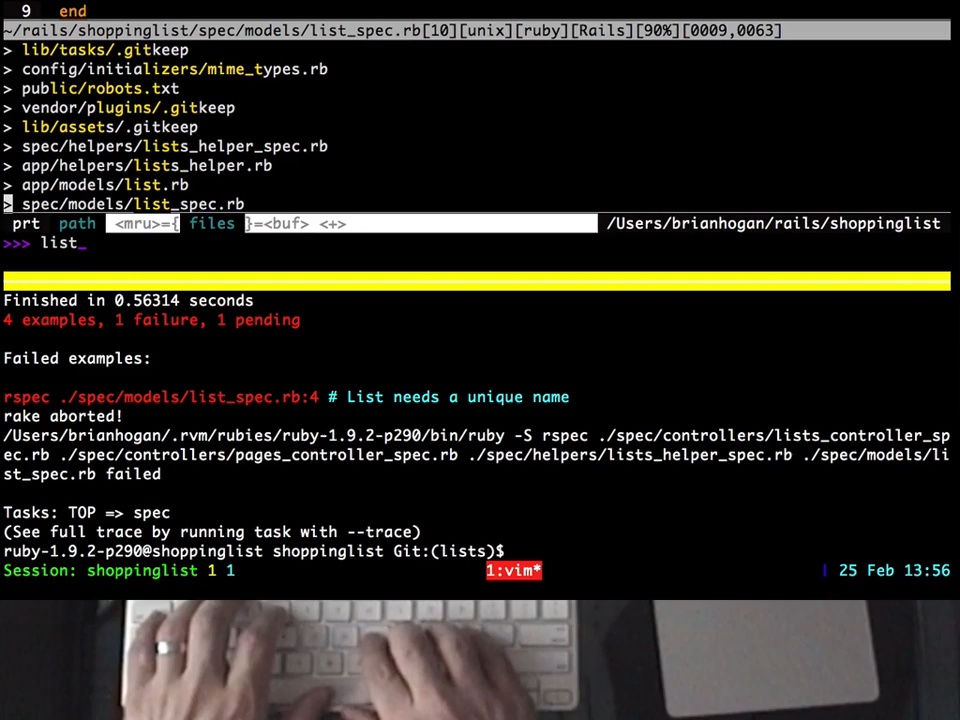 9 end
~/rails/shoppinglist/spec/models/list_spec.rb[10][unix][ruby][Rails][90%][0009,0063]
> lib/tasks/.gitkeep
> config/initializers/mime_types.rb
> public/robots.txt
> vendor/plugins/.gitkeep
> lib/assets/.gitkeep
> spec/helpers/lists_helper_spec.rb
> app/helpers/lists_helper.rb
> app/models/list.rb
> spec/models/list_spec.rb
prt path <mru>={ files }=<buf> <+> /Users/brianhogan/rails/shoppinglist
>>> list_
Finished in 0.56314 seconds
4 examples, 1 failure, 1 pending
Failed examples:
rspec ./spec/models/list_spec.rb:4 # List needs a unique name
rake aborted!
/Users/brianhogan/.rvm/rubies/ruby-1.9.2-p290/bin/ruby -S rspec ./spec/controllers/lists_controller_sp
ec.rb ./spec/controllers/pages_controller_spec.rb ./spec/helpers/lists_helper_spec.rb ./spec/models/li
st_spec.rb failed
Tasks: TOP => spec
(See full trace by running task with --trace)
ruby-1.9.2-p290@shoppinglist shoppinglist Git:(lists)$
Session: shoppinglist 1 1 1:vim* | 25 Feb 13:56